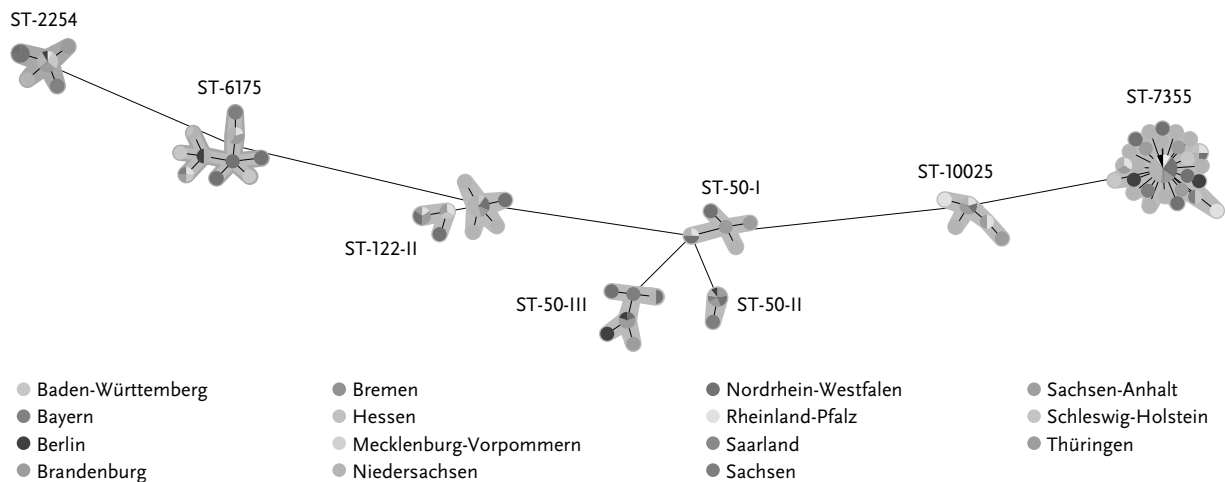 ST-2254
ST-6175
ST-7355
ST-10025
ST-50-I
ST-122-II
ST-50-III
ST-50-II
Baden-Württemberg
Bayern
Berlin
Brandenburg
Bremen
Hessen
Mecklenburg-Vorpommern
Niedersachsen
Nordrhein-Westfalen
Rheinland-Pfalz
Saarland
Sachsen
Sachsen-Anhalt
Schleswig-Holstein
Thüringen